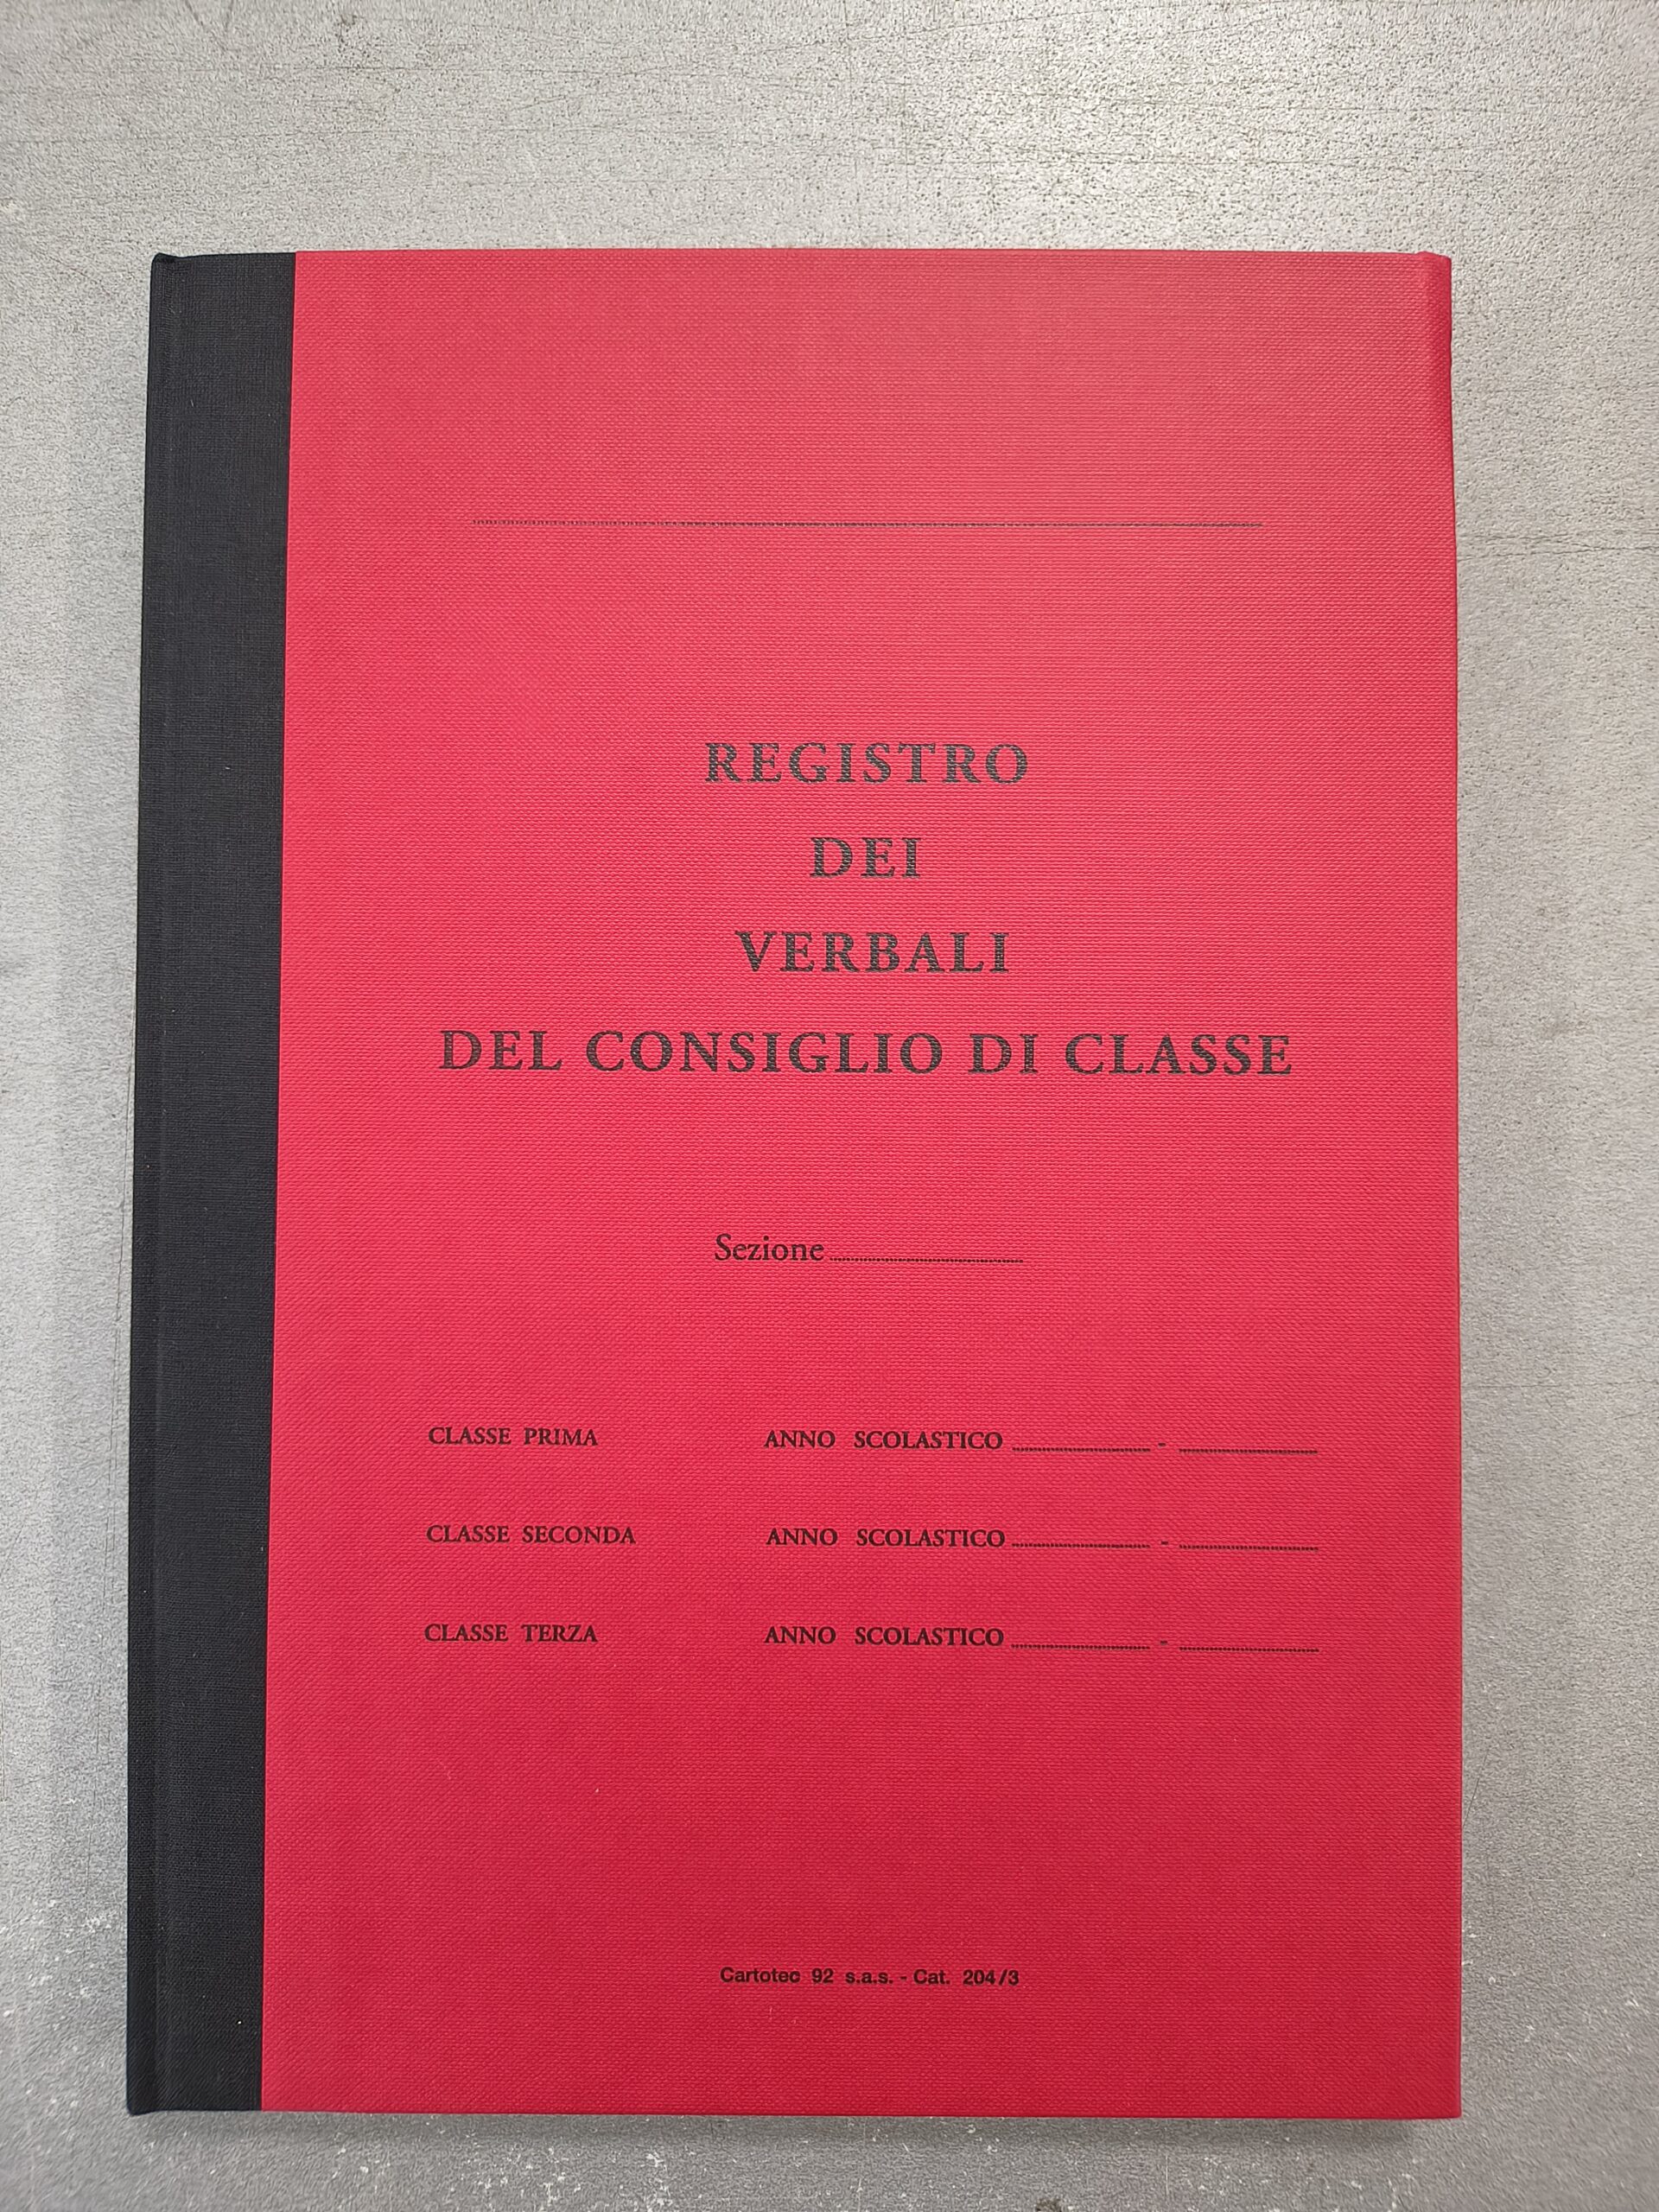 REGISTRO
DEI
VERBALI
DEL CONSIGLIO DI CLASSE
Sezione
CLASSE PRIMA ANNO SCOLASTICO -
CLASSE SECONDA ANNO SCOLASTICO -
CLASSE TERZA ANNO SCOLASTICO -
Cartotec 92 s.a.s. - Cat. 204/3